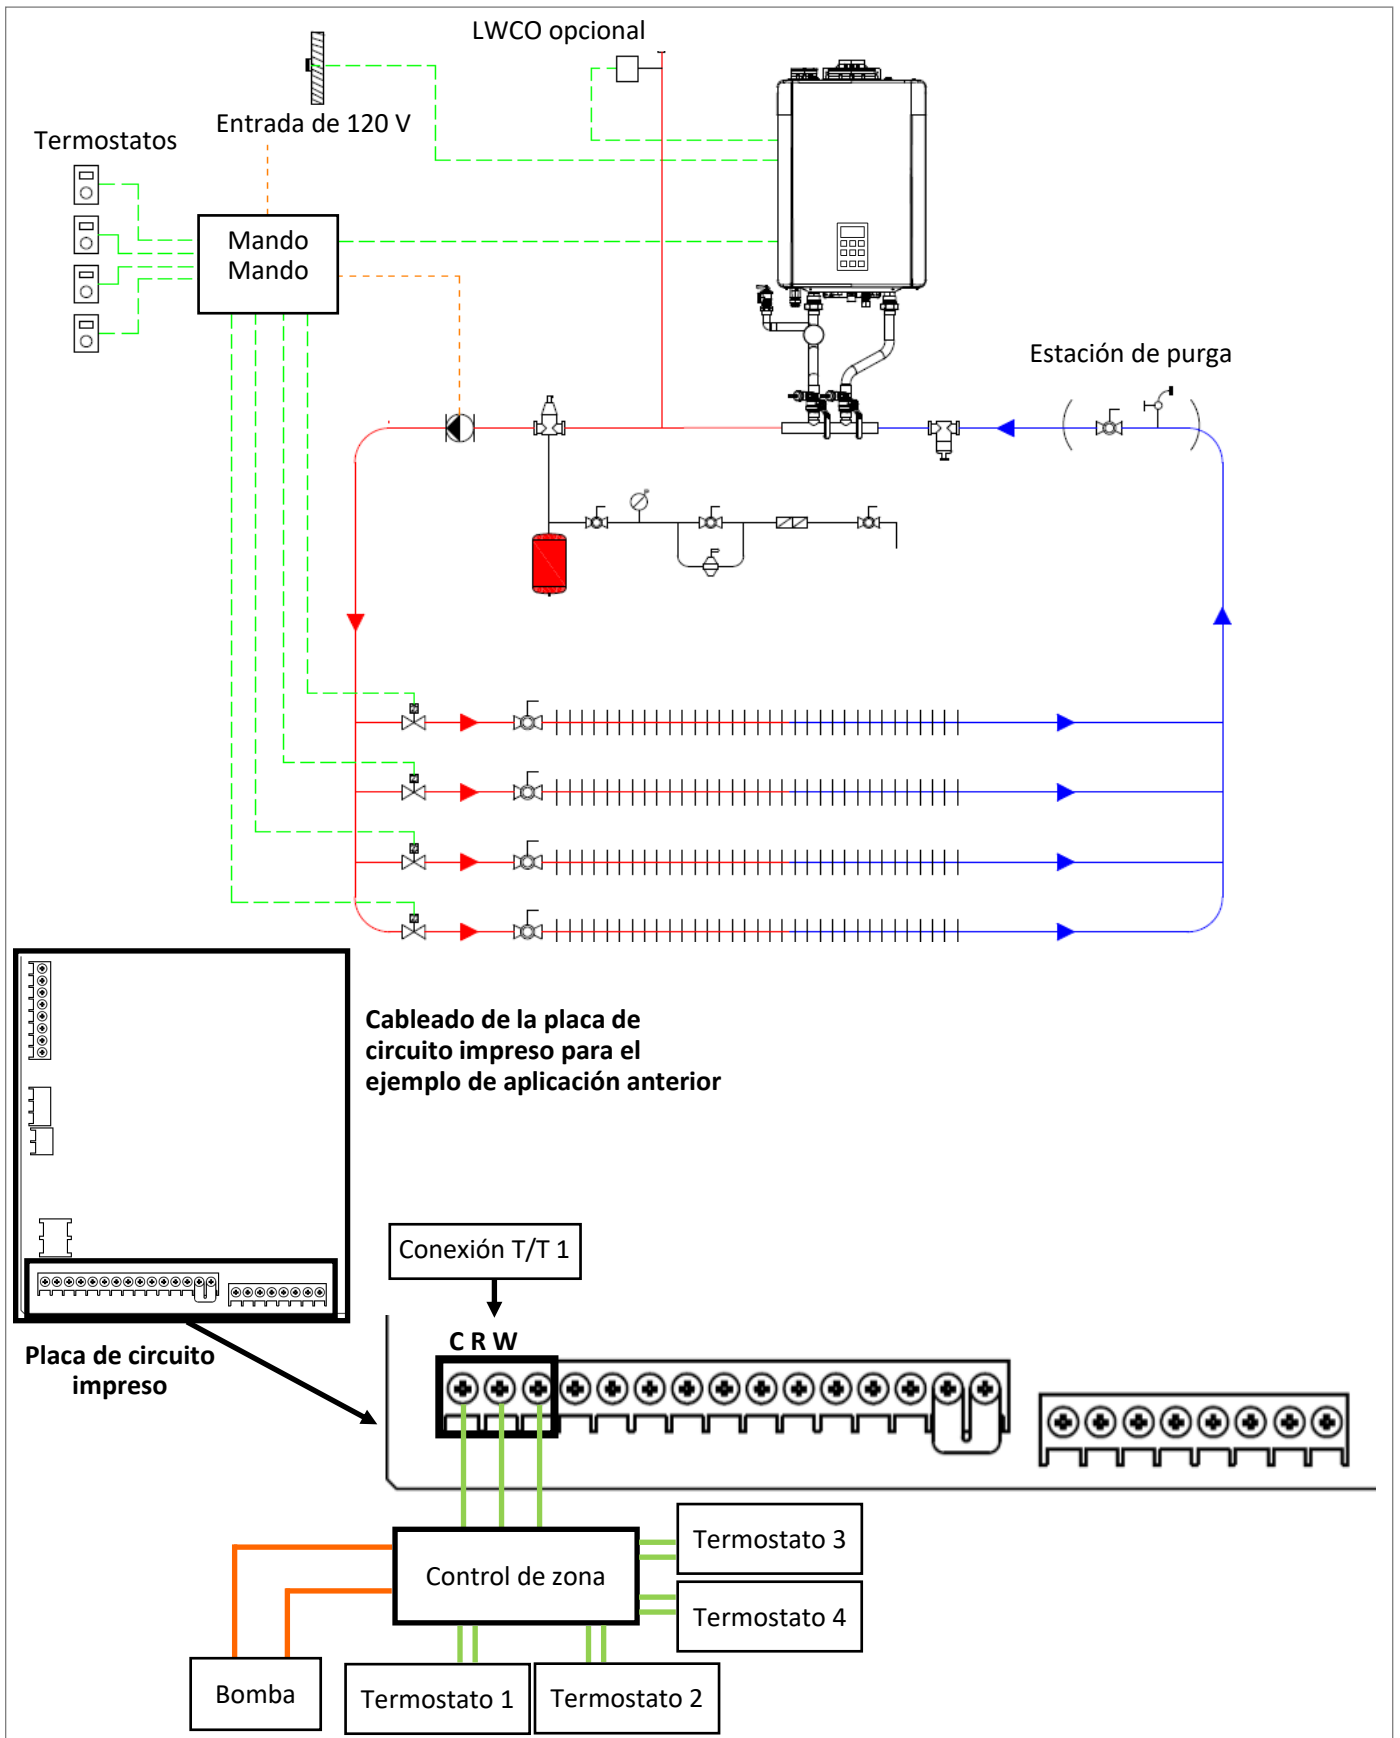 LWCO opcional
Entrada de 120 V
Termostatos
Mando
Mando
Estación de purga
Cableado de la placa de
circuito impreso para el
ejemplo de aplicación anterior
Conexión T/T 1
C R W
Placa de circuito
impreso
Control de zona
Termostato 3
Termostato 4
Bomba
Termostato 1
Termostato 2